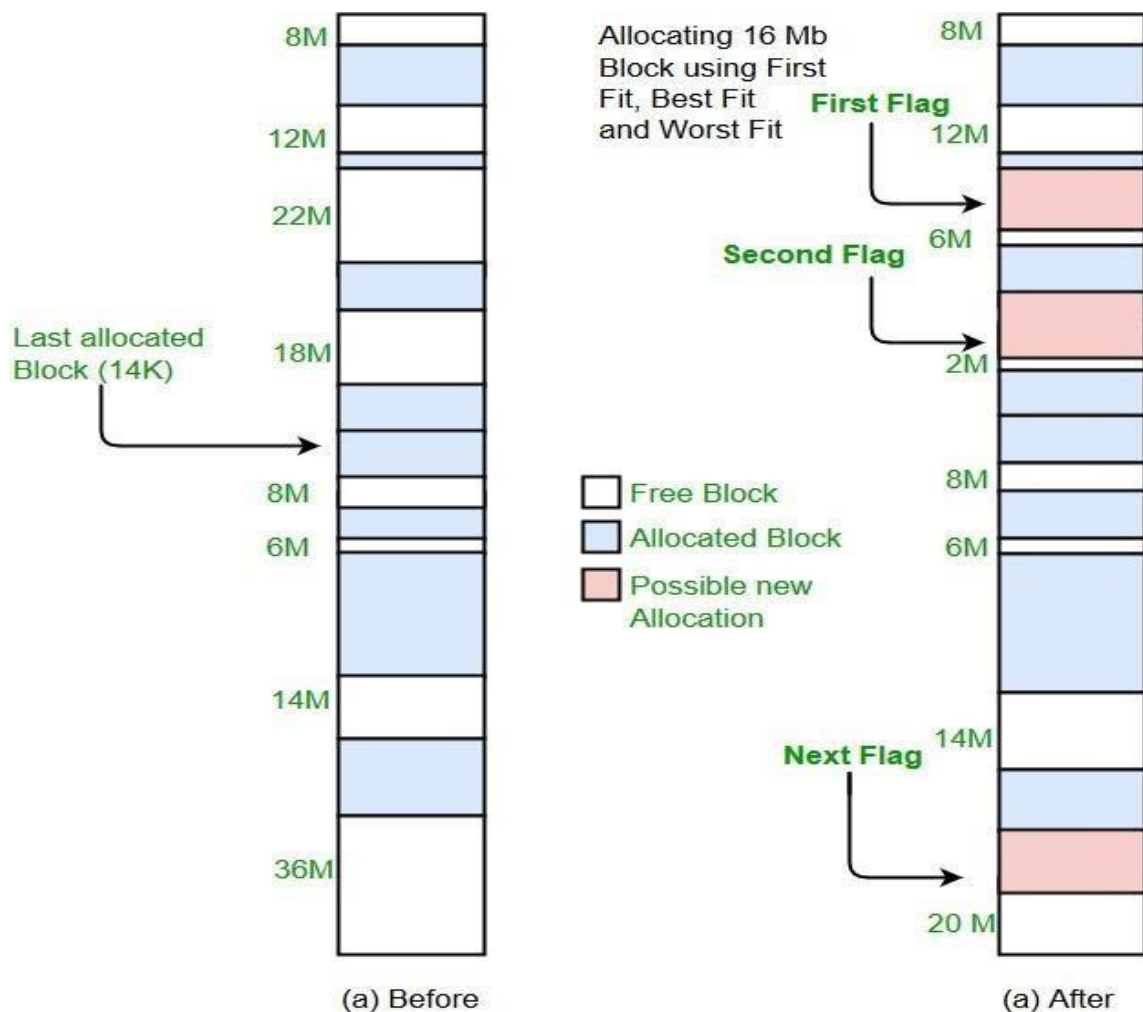 8M
12M
22M
18M
Last allocated
Block (14K)
8M
6M
14M
36M
(a) Before
Allocating 16 Mb
Block using First
Fit, Best Fit
and Worst Fit
Free Block
Allocated Block
Possible new
Allocation
8M
First Flag
12M
6M
Second Flag
2M
8M
6M
14M
Next Flag
20 M
(a) After